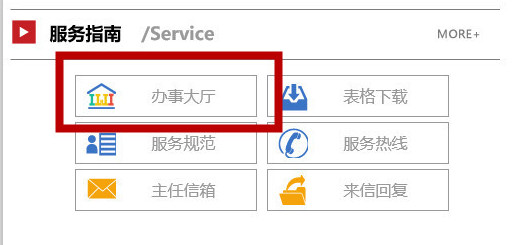 服务指南 /Service MORE+
办事大厅 表格下载
服务规范 服务热线
主任信箱 来信回复